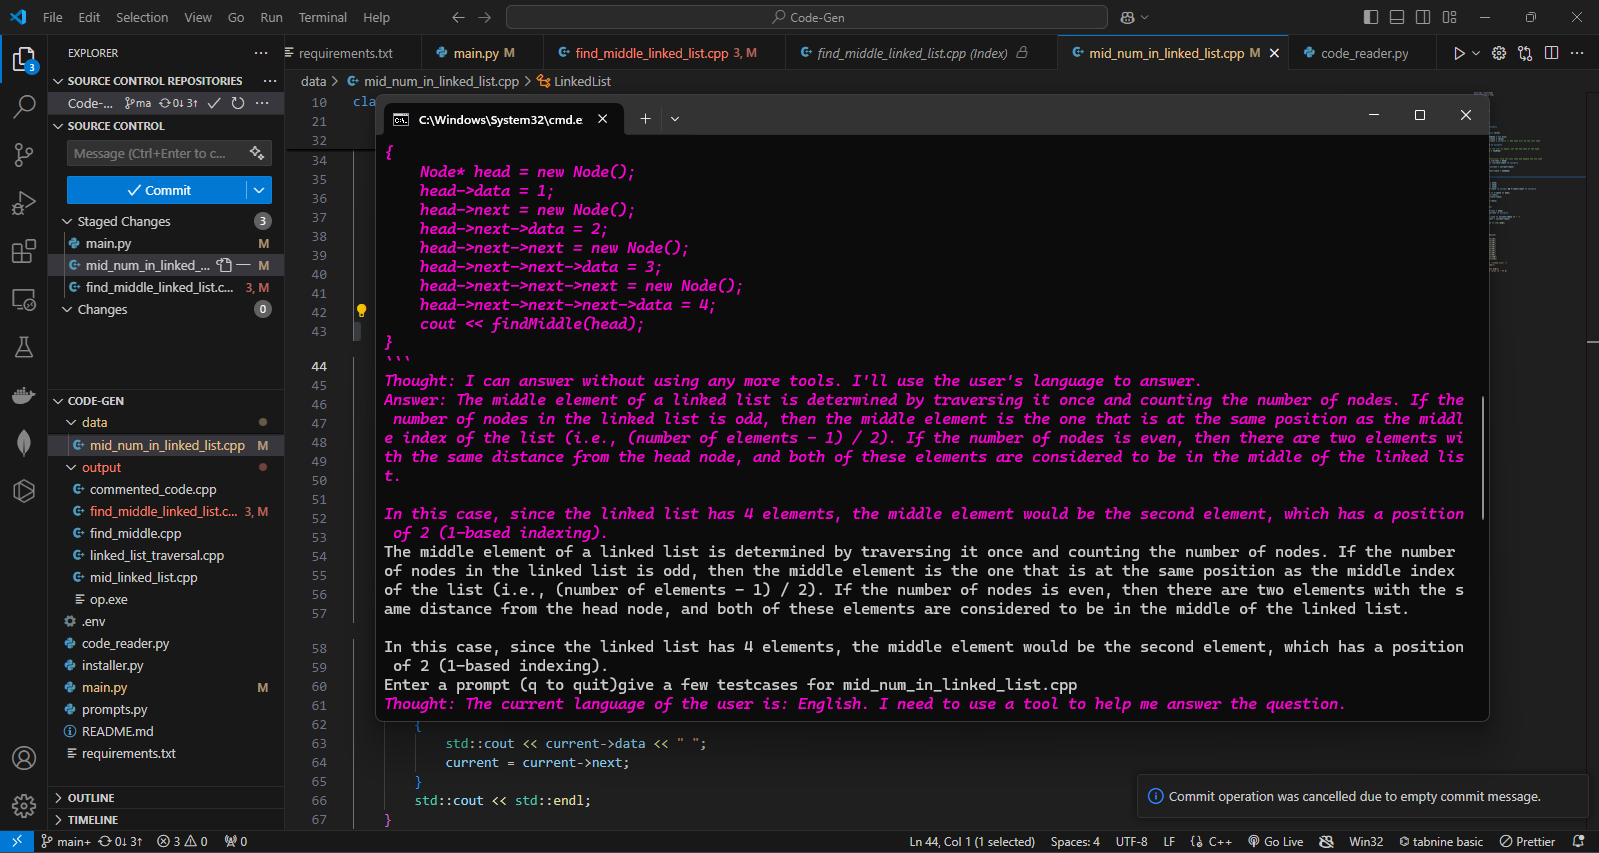 File Edit Selection View Go Run Terminal Help
Code-Gen
EXPLORER
requirements.txt
main.py M
find_middle_linked_list.cpp 3, M
find_middle_linked_list.cpp (Index)
mid_num_in_linked_list.cpp M
code_reader.py
SOURCE CONTROL REPOSITORIES
data > mid_num_in_linked_list.cpp > LinkedList
Code-... ma 0↓ 3↑
SOURCE CONTROL
Message (Ctrl+Enter to c...
Commit
Staged Changes 3
main.py M
mid_num_in_linked_... M
find_middle_linked_list.c... 3, M
Changes 0
CODE-GEN
data
mid_num_in_linked_list.cpp M
output
commented_code.cpp
find_middle_linked_list.c... 3, M
find_middle.cpp
linked_list_traversal.cpp
mid_linked_list.cpp
op.exe
.env
code_reader.py
installer.py
main.py M
prompts.py
README.md
requirements.txt
OUTLINE
TIMELINE
3
10 cla
21
32
34
35
36
37
38
39
40
41
42
43
44
45
46
47
48
49
50
51
52
53
54
55
56
57
58
59
60
61
C:\Windows\System32\cmd.e
{
Node* head = new Node();
head->data = 1;
head->next = new Node();
head->next->data = 2;
head->next->next = new Node();
head->next->next->data = 3;
head->next->next->next = new Node();
head->next->next->next->data = 4;
cout << findMiddle(head);
}
```
Thought: I can answer without using any more tools. I'll use the user's language to answer.
Answer: The middle element of a linked list is determined by traversing it once and counting the number of nodes. If the
number of nodes in the linked list is odd, then the middle element is the one that is at the same position as the middl
e index of the list (i.e., (number of elements - 1) / 2). If the number of nodes is even, then there are two elements wi
th the same distance from the head node, and both of these elements are considered to be in the middle of the linked lis
t.
In this case, since the linked list has 4 elements, the middle element would be the second element, which has a position
of 2 (1-based indexing).
The middle element of a linked list is determined by traversing it once and counting the number of nodes. If the number
of nodes in the linked list is odd, then the middle element is the one that is at the same position as the middle index
of the list (i.e., (number of elements - 1) / 2). If the number of nodes is even, then there are two elements with the s
ame distance from the head node, and both of these elements are considered to be in the middle of the linked list.
In this case, since the linked list has 4 elements, the middle element would be the second element, which has a position
of 2 (1-based indexing).
Enter a prompt (q to quit)give a few testcases for mid_num_in_linked_list.cpp
Thought: The current language of the user is: English. I need to use a tool to help me answer the question.
62 {
63 std::cout << current->data << " ";
64 current = current->next;
65 }
66 std::cout << std::endl;
67 }
Commit operation was cancelled due to empty commit message.
main+ 0↓ 3↑ 3 0 0
Ln 44, Col 1 (1 selected) Spaces: 4 UTF-8 LF {} C++ Go Live Win32 tabnine basic Prettier